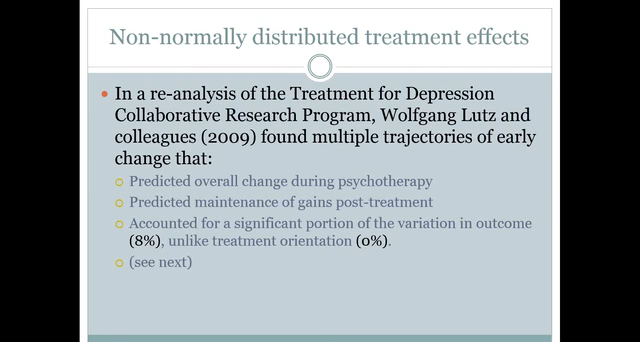 Non-normally distributed treatment effects
In a re-analysis of the Treatment for Depression
Collaborative Research Program, Wolfgang Lutz and
colleagues (2009) found multiple trajectories of early
change that:
Predicted overall change during psychotherapy
Predicted maintenance of gains post-treatment
Accounted for a significant portion of the variation in outcome
(8%), unlike treatment orientation (0%).
(see next)